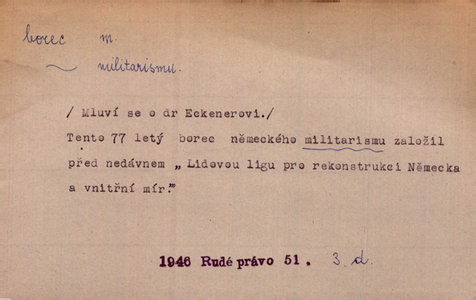 borec m.
~ militarismu.
/ Mluví se o dr Eckenerovi./
Tento 77 letý borec německého militarismu založil
před nedávnem „ Lidovou ligu pro rekonstrukci Německa
a vnitřní mír."
1946 Rudé právo 51. 3 d.